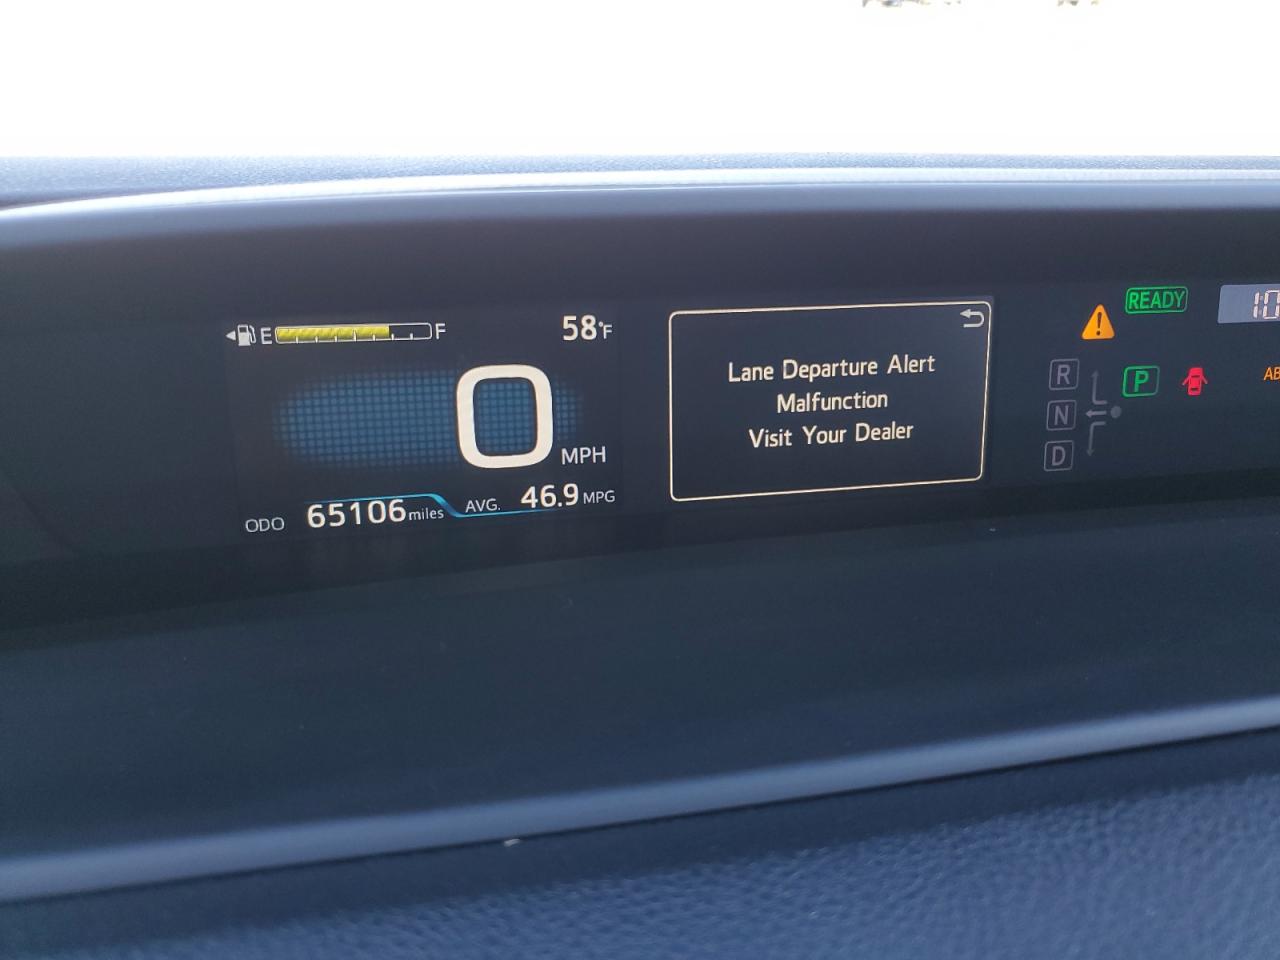 E F 58°F
0 MPH
ODO 65106 miles AVG. 46.9 MPG
Lane Departure Alert
Malfunction
Visit Your Dealer
READY
R P
N
D